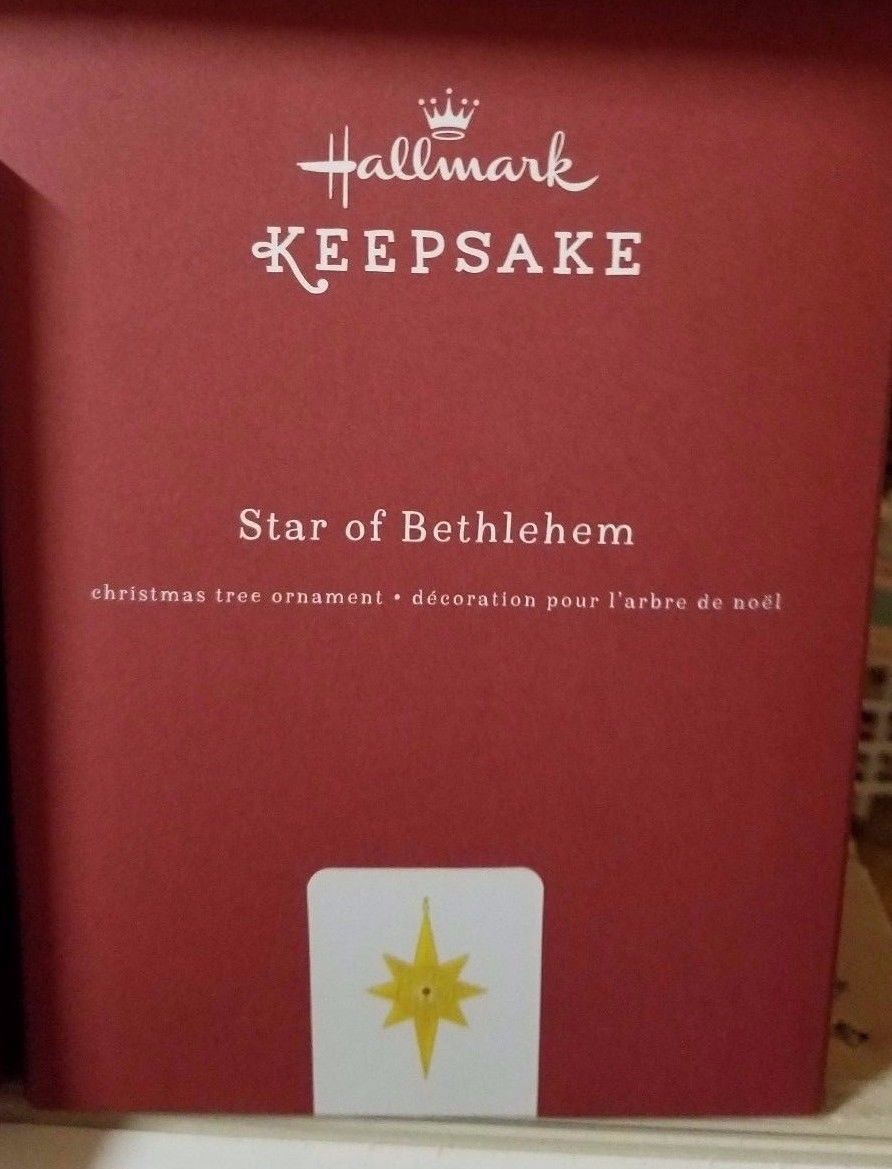 Hallmark
KEEPSAKE
Star of Bethlehem
christmas tree ornament • décoration pour l'arbre de noël